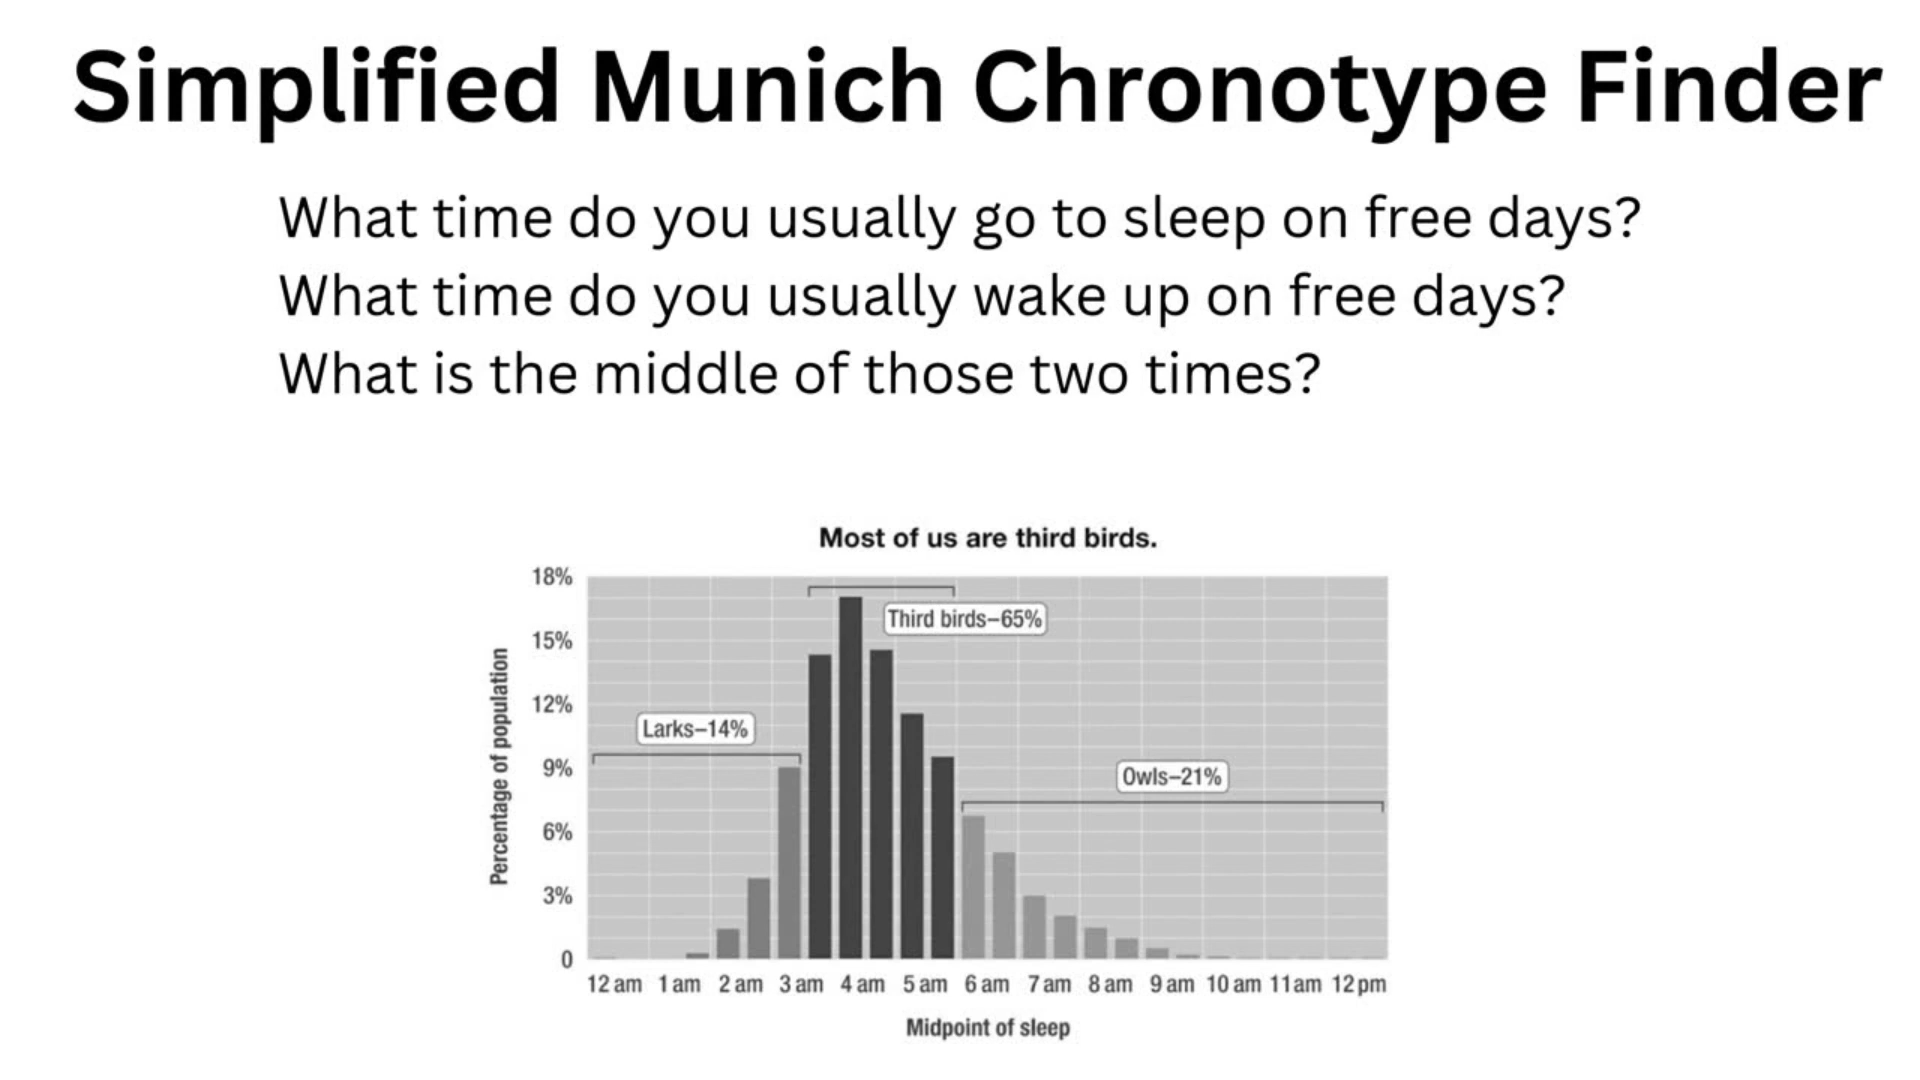 Simplified Munich Chronotype Finder
What time do you usually go to sleep on free days?
What time do you usually wake up on free days?
What is the middle of those two times?
Most of us are third birds.
18%
15%
12%
9%
6%
3%
0
Percentage of population
Third birds–65%
Larks–14%
Owls–21%
12 am 1 am 2 am 3 am 4 am 5 am 6 am 7 am 8 am 9 am 10 am 11 am 12 pm
Midpoint of sleep